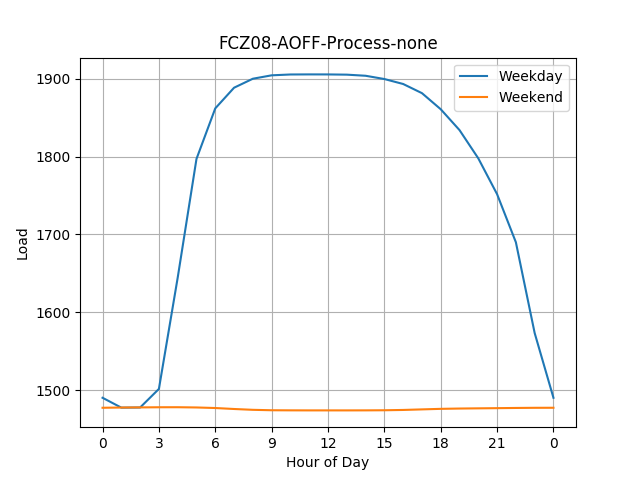 FCZ08-AOFF-Process-none
Weekday
Weekend
1900
1800
1700
1600
1500
Load
0 3 6 9 12 15 18 21 0
Hour of Day